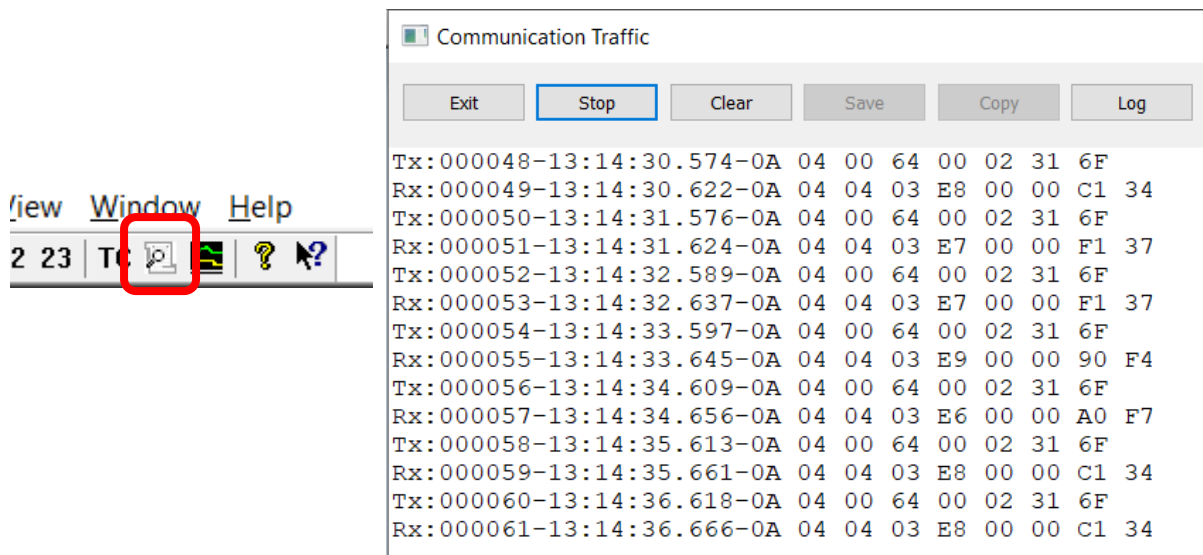 View Window Help
2 23 TC
Communication Traffic
Exit Stop Clear Save Copy Log
Tx:000048-13:14:30.574-0A 04 00 64 00 02 31 6F
Rx:000049-13:14:30.622-0A 04 04 03 E8 00 00 C1 34
Tx:000050-13:14:31.576-0A 04 00 64 00 02 31 6F
Rx:000051-13:14:31.624-0A 04 04 03 E7 00 00 F1 37
Tx:000052-13:14:32.589-0A 04 00 64 00 02 31 6F
Rx:000053-13:14:32.637-0A 04 04 03 E7 00 00 F1 37
Tx:000054-13:14:33.597-0A 04 00 64 00 02 31 6F
Rx:000055-13:14:33.645-0A 04 04 03 E9 00 00 90 F4
Tx:000056-13:14:34.609-0A 04 00 64 00 02 31 6F
Rx:000057-13:14:34.656-0A 04 04 03 E6 00 00 A0 F7
Tx:000058-13:14:35.613-0A 04 00 64 00 02 31 6F
Rx:000059-13:14:35.661-0A 04 04 03 E8 00 00 C1 34
Tx:000060-13:14:36.618-0A 04 00 64 00 02 31 6F
Rx:000061-13:14:36.666-0A 04 04 03 E8 00 00 C1 34